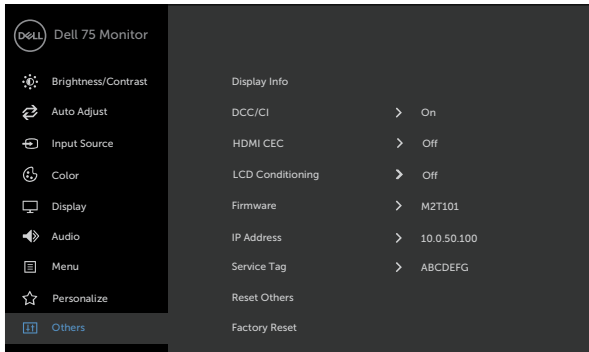 DELL Dell 75 Monitor
Brightness/Contrast Display Info
Auto Adjust DCC/CI On
Input Source HDMI CEC Off
Color LCD Conditioning Off
Display Firmware M2T101
Audio IP Address 10.0.50.100
Menu Service Tag ABCDEFG
Personalize Reset Others
Others Factory Reset